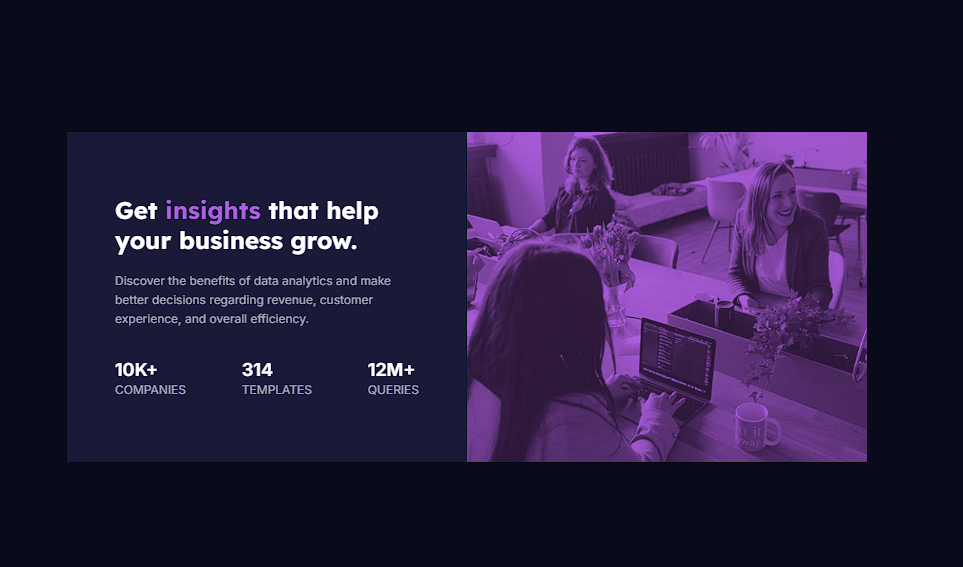 Get insights that help
your business grow.
Discover the benefits of data analytics and make
better decisions regarding revenue, customer
experience, and overall efficiency.
10K+
COMPANIES
314
TEMPLATES
12M+
QUERIES